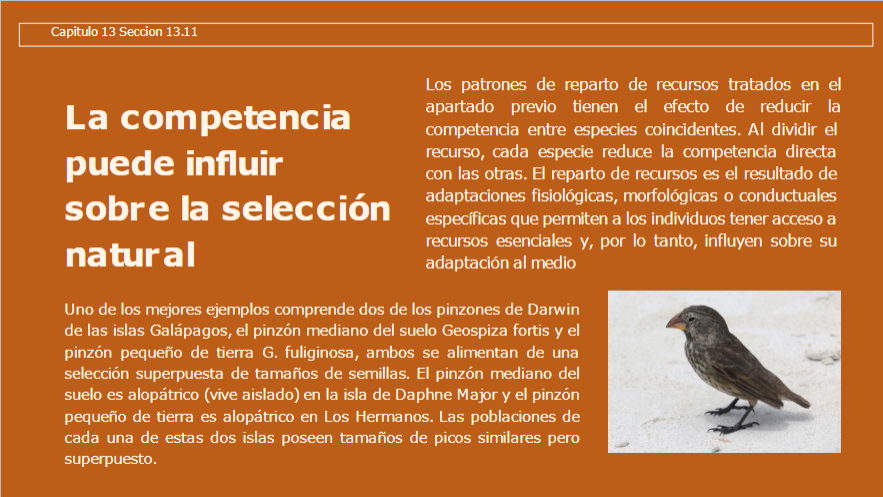 Capitulo 13 Seccion 13.11
La competencia
puede influir
sobre la selección
natural
Los patrones de reparto de recursos tratados en el
apartado previo tienen el efecto de reducir la
competencia entre especies coincidentes. Al dividir el
recurso, cada especie reduce la competencia directa
con las otras. El reparto de recursos es el resultado de
adaptaciones fisiológicas, morfológicas o conductuales
específicas que permiten a los individuos tener acceso a
recursos esenciales y, por lo tanto, influyen sobre su
adaptación al medio
Uno de los mejores ejemplos comprende dos de los pinzones de Darwin
de las islas Galápagos, el pinzón mediano del suelo Geospiza fortis y el
pinzón pequeño de tierra G. fuliginosa, ambos se alimentan de una
selección superpuesta de tamaños de semillas. El pinzón mediano del
suelo es alopátrico (vive aislado) en la isla de Daphne Major y el pinzón
pequeño de tierra es alopátrico en Los Hermanos. Las poblaciones de
cada una de estas dos islas poseen tamaños de picos similares pero
superpuesto.